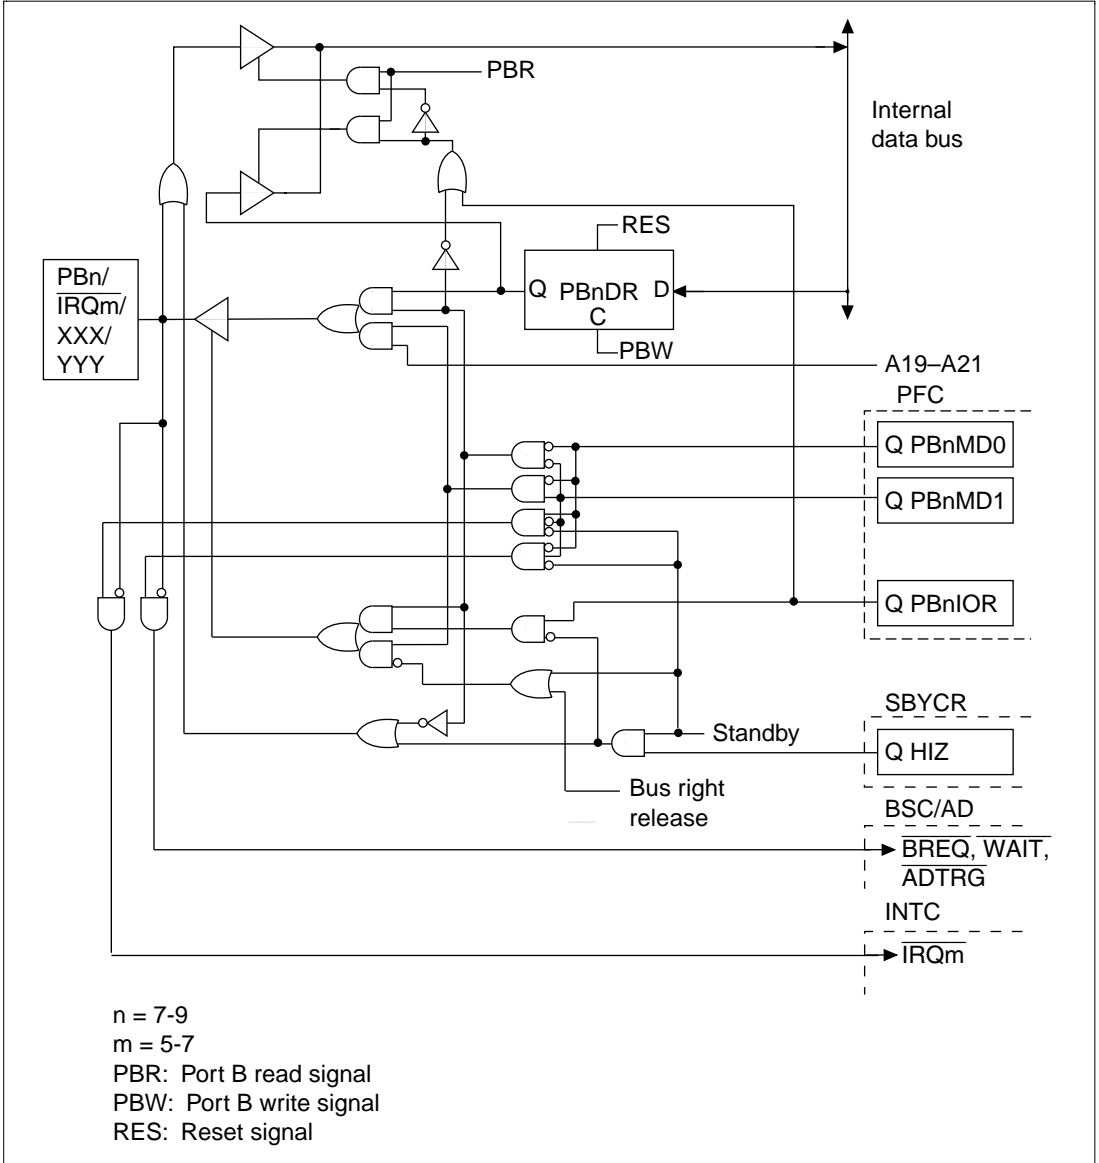 PBR
Internal
data bus
RES
PBn/
IRQm/
XXX/
YYY
Q PBnDR D
C
PBW
A19–A21
PFC
Q PBnMD0
Q PBnMD1
Q PBnIOR
SBYCR
Standby
Q HIZ
Bus right
release
BSC/AD
BREQ, WAIT,
ADTRG
INTC
IRQm
n = 7-9
m = 5-7
PBR: Port B read signal
PBW: Port B write signal
RES: Reset signal